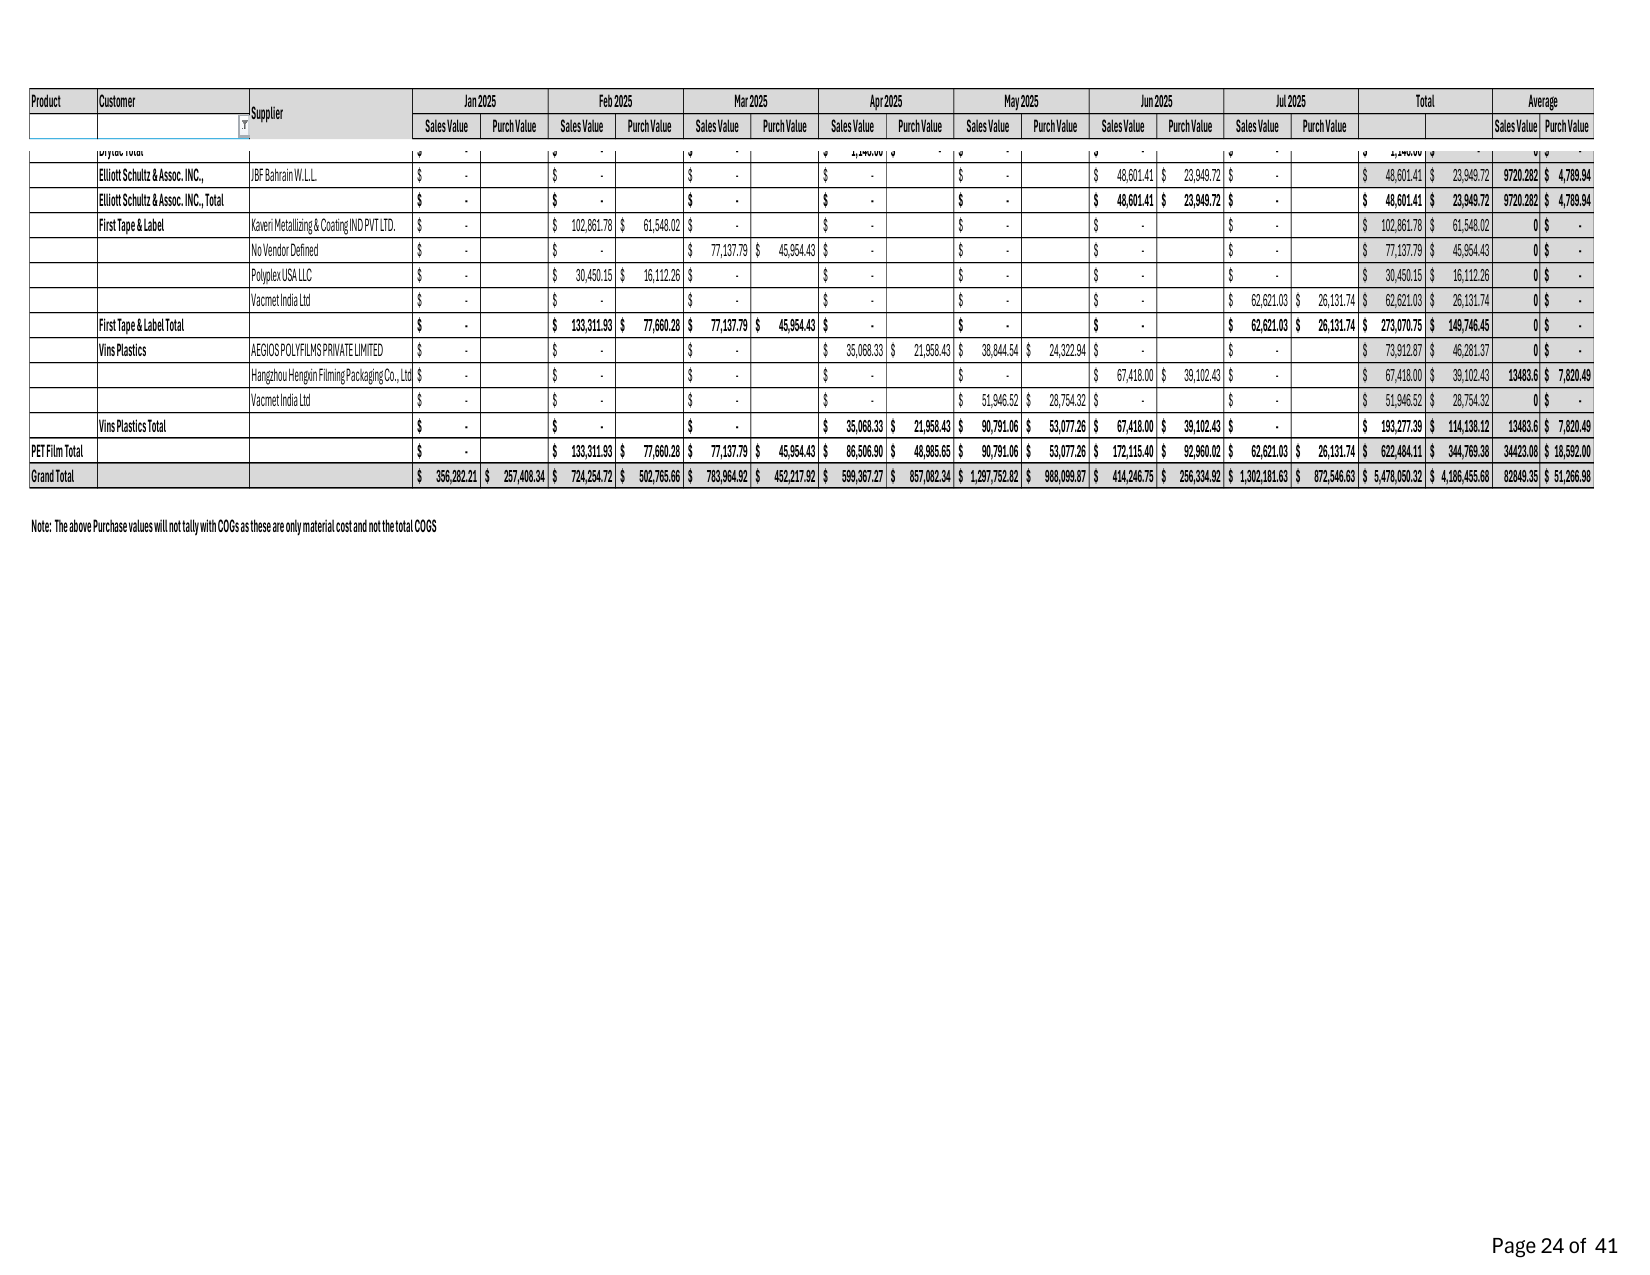 Product Customer Supplier Jan 2025 Feb 2025 Mar 2025 Apr 2025 May 2025 Jun 2025 Jul 2025 Total Average
Sales Value Purch Value Sales Value Purch Value Sales Value Purch Value Sales Value Purch Value Sales Value Purch Value Sales Value Purch Value Sales Value Purch Value Sales Value Purch Value
Drytac Total $ - $ - $ - $ 1,140.00 $ - $ - $ - $ - $ 1,140.00 $ - 0 $ -
Elliott Schultz & Assoc. INC., JBF Bahrain W.L.L. $ - $ - $ - $ - $ - $ 48,601.41 $ 23,949.72 $ - $ 48,601.41 $ 23,949.72 9720.282 $ 4,789.94
Elliott Schultz & Assoc. INC., Total $ - $ - $ - $ - $ - $ 48,601.41 $ 23,949.72 $ - $ 48,601.41 $ 23,949.72 9720.282 $ 4,789.94
First Tape & Label Kaveri Metallizing & Coating IND PVT LTD. $ - $ 102,861.78 $ 61,548.02 $ - $ - $ - $ - $ - $ 102,861.78 $ 61,548.02 0 $ -
No Vendor Defined $ - $ - $ 77,137.79 $ 45,954.43 $ - $ - $ - $ - $ 77,137.79 $ 45,954.43 0 $ -
Polyplex USA LLC $ - $ 30,450.15 $ 16,112.26 $ - $ - $ - $ - $ - $ 30,450.15 $ 16,112.26 0 $ -
Vacmet India Ltd $ - $ - $ - $ - $ - $ - $ 62,621.03 $ 26,131.74 $ 62,621.03 $ 26,131.74 0 $ -
First Tape & Label Total $ - $ 133,311.93 $ 77,660.28 $ 77,137.79 $ 45,954.43 $ - $ - $ - $ 62,621.03 $ 26,131.74 $ 273,070.75 $ 149,746.45 0 $ -
Vins Plastics AEGIOS POLYFILMS PRIVATE LIMITED $ - $ - $ - $ 35,068.33 $ 21,958.43 $ 38,844.54 $ 24,322.94 $ - $ - $ 73,912.87 $ 46,281.37 0 $ -
Hangzhou Hengxin Filming Packaging Co., Ltd $ - $ - $ - $ - $ - $ 67,418.00 $ 39,102.43 $ - $ 67,418.00 $ 39,102.43 13483.6 $ 7,820.49
Vacmet India Ltd $ - $ - $ - $ - $ 51,946.52 $ 28,754.32 $ - $ - $ 51,946.52 $ 28,754.32 0 $ -
Vins Plastics Total $ - $ - $ - $ 35,068.33 $ 21,958.43 $ 90,791.06 $ 53,077.26 $ 67,418.00 $ 39,102.43 $ - $ 193,277.39 $ 114,138.12 13483.6 $ 7,820.49
PET Film Total $ - $ 133,311.93 $ 77,660.28 $ 77,137.79 $ 45,954.43 $ 86,506.90 $ 48,985.65 $ 90,791.06 $ 53,077.26 $ 172,115.40 $ 92,960.02 $ 62,621.03 $ 26,131.74 $ 622,484.11 $ 344,769.38 34423.08 $ 18,592.00
Grand Total $ 356,282.21 $ 257,408.34 $ 724,254.72 $ 502,765.66 $ 783,964.92 $ 452,217.92 $ 599,367.27 $ 857,082.34 $ 1,297,752.82 $ 988,099.87 $ 414,246.75 $ 256,334.92 $ 1,302,181.63 $ 872,546.63 $ 5,478,050.32 $ 4,186,455.68 82849.35 $ 51,266.98
Note: The above Purchase values will not tally with COGs as these are only material cost and not the total COGS
Page 24 of 41